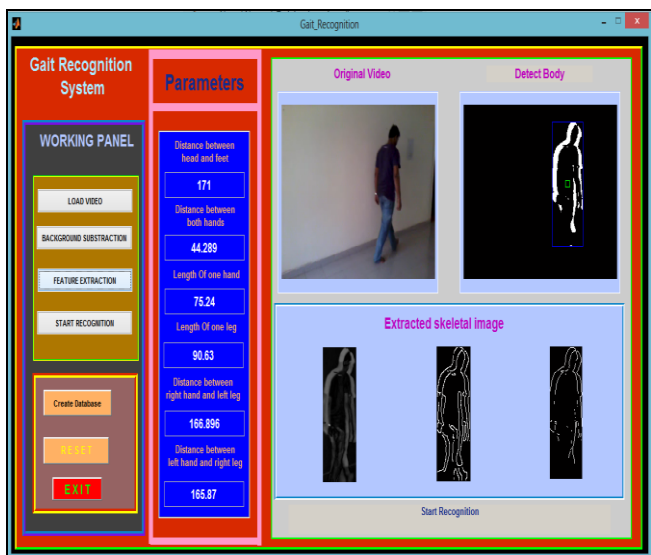 Gait_Recognition
Gait Recognition
System
WORKING PANEL
LOAD VIDEO
BACKGROUND SUBSTRACTION
FEATURE EXTRACTION
START RECOGNITION
Create Database
RESET
EXIT
Parameters
Distance between
head and feet
171
Distance between
both hands
44.289
Length Of one hand
75.24
Length Of one leg
90.63
Distance between
right hand and left leg
166.896
Distance between
left hand and right leg
165.87
Original Video
Detect Body
Extracted skeletal image
Start Recognition